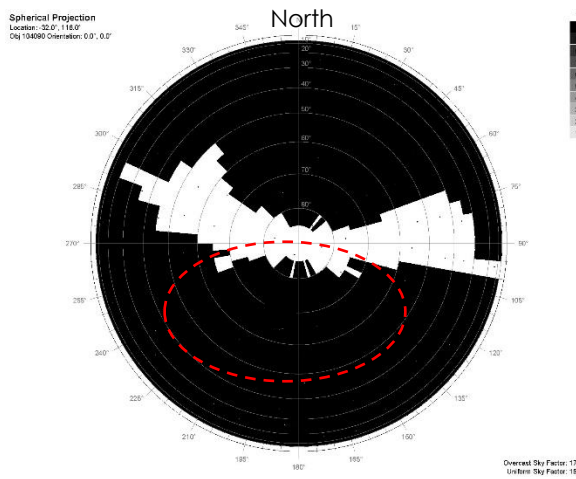 Spherical Projection
North
Location: -32.0°, 116.0°
Obj 104090 Orientation: 0.0°, 0.0°
345° 15°
10°
330° 20° 30°
30°
315° 40° 45°
50°
300° 60° 60°
70°
285° 75°
80°
270° 90°
255° 105°
240° 120°
225° 135°
210° 150°
195° 165°
180°
Overcast Sky Factor: 17
Uniform Sky Factor: